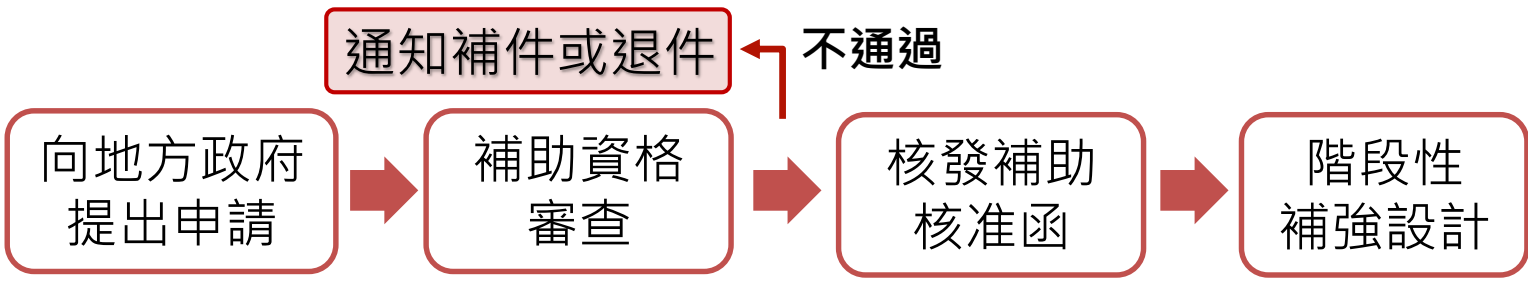 通知補件或退件
不通過
向地方政府
提出申請
補助資格
審查
核發補助
核准函
階段性
補強設計